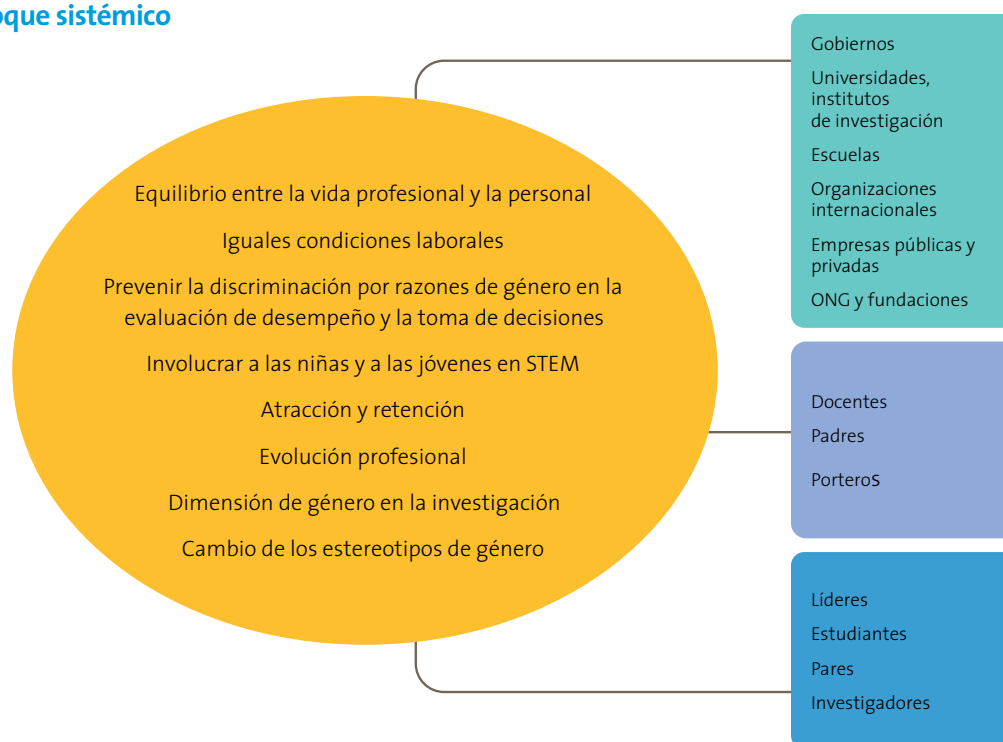 oque sistémico
Equilibrio entre la vida profesional y la personal
Iguales condiciones laborales
Prevenir la discriminación por razones de género en la
evaluación de desempeño y la toma de decisiones
Involucrar a las niñas y a las jóvenes en STEM
Atracción y retención
Evolución profesional
Dimensión de género en la investigación
Cambio de los estereotipos de género
Gobiernos
Universidades,
institutos
de investigación
Escuelas
Organizaciones
internacionales
Empresas públicas y
privadas
ONG y fundaciones
Docentes
Padres
Porteros
Líderes
Estudiantes
Pares
Investigadores